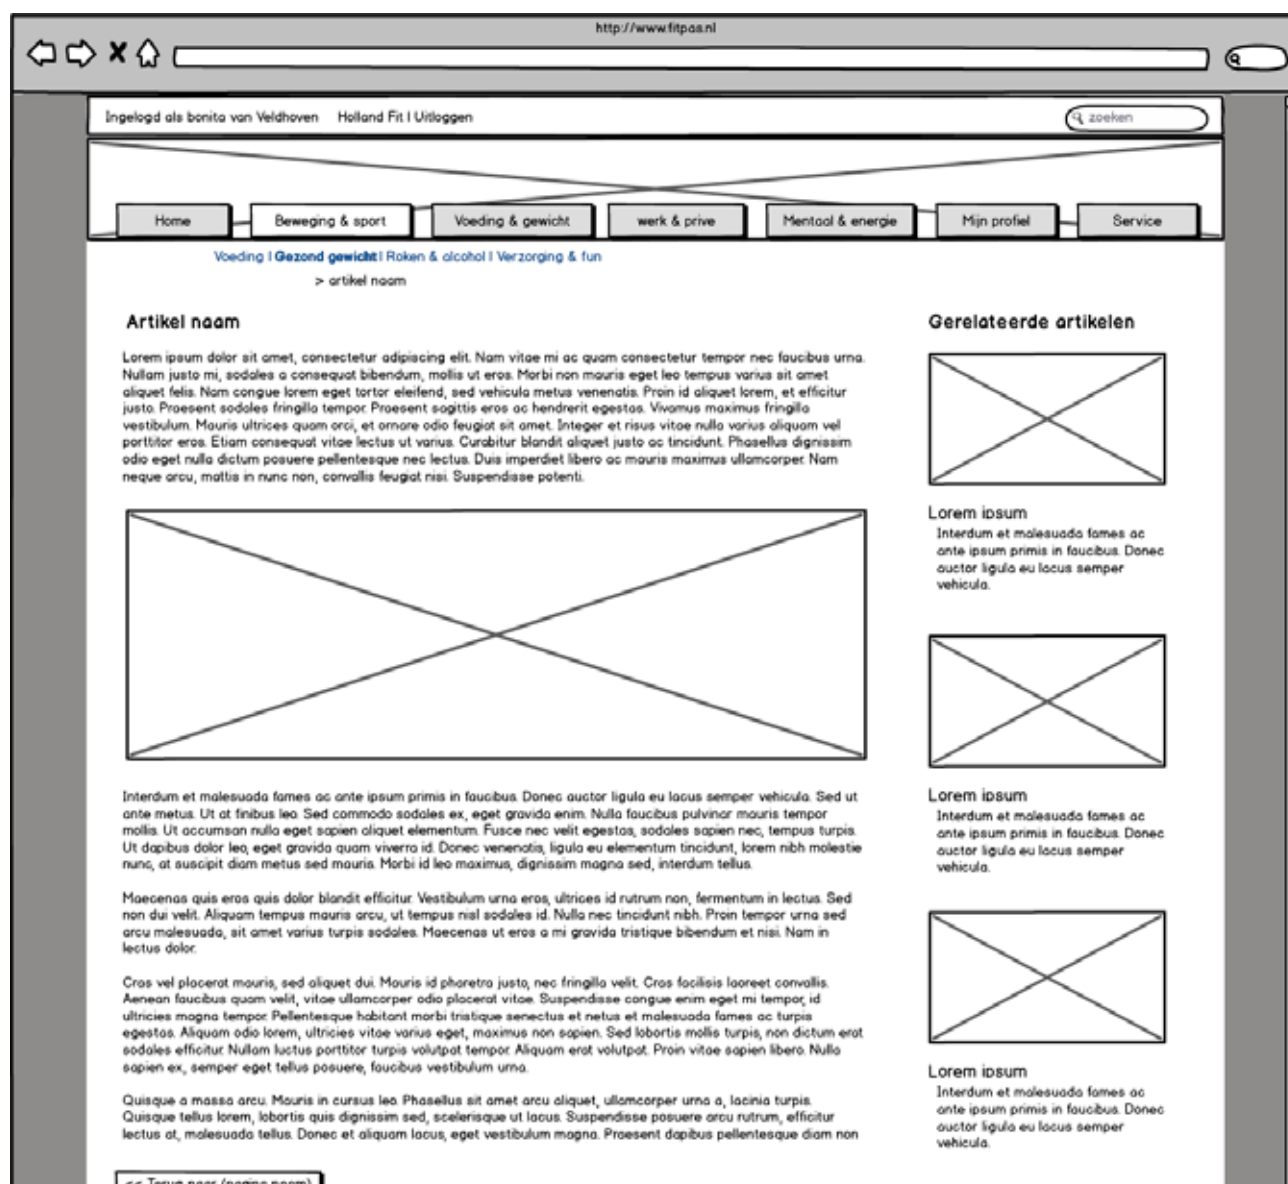 http://www.fitpas.nl
Ingelogd als bonita van Veldhoven Holland Fit | Uitloggen zoeken
Home Beweging & sport Voeding & gewicht werk & prive Mentaal & energie Mijn profiel Service
Voeding | Gezond gewicht | Roken & alcohol | Verzorging & fun
> artikel naam
Artikel naam
Lorem ipsum dolor sit amet, consectetur adipiscing elit. Nam vitae mi ac quam consectetur tempor nec faucibus urna.
Nullam justo mi, sodales a consequat bibendum, mollis ut eros. Morbi non mauris eget leo tempus varius sit amet
aliquet felis. Nam congue lorem eget tortor eleifend, sed vehicula metus venenatis. Proin id aliquet lorem, et efficitur
justo. Praesent sodales fringilla tempor. Praesent sagittis eros ac hendrerit egestas. Vivamus maximus fringilla
vestibulum. Mauris ultrices quam orci, et ornare odio feugiat sit amet. Integer et risus vitae nulla varius aliquam vel
porttitor eros. Etiam consequat vitae lectus ut varius. Curabitur blandit aliquet justo ac tincidunt. Phasellus dignissim
odio eget nulla dictum posuere pellentesque nec lectus. Duis imperdiet libero ac mauris maximus ullamcorper. Nam
neque arcu, mattis in nunc non, convallis feugiat nisi. Suspendisse potenti.
Interdum et malesuada fames ac ante ipsum primis in faucibus. Donec auctor ligula eu lacus semper vehicula. Sed ut
ante metus. Ut at finibus leo. Sed commodo sodales ex, eget gravida enim. Nulla faucibus pulvinar mauris tempor
mollis. Ut accumsan nulla eget sapien aliquet elementum. Fusce nec velit egestas, sodales sapien nec, tempus turpis.
Ut dapibus dolor leo, eget gravida quam viverra id. Donec venenatis, ligula eu elementum tincidunt, lorem nibh molestie
nunc, at suscipit diam metus sed mauris. Morbi id leo maximus, dignissim magna sed, interdum tellus.
Maecenas quis eros quis dolor blandit efficitur. Vestibulum urna eros, ultrices id rutrum non, fermentum in lectus. Sed
non dui velit. Aliquam tempus mauris arcu, ut tempus nisl sodales id. Nulla nec tincidunt nibh. Proin tempor urna sed
arcu malesuada, sit amet varius turpis sodales. Maecenas ut eros a mi gravida tristique bibendum et nisi. Nam in
lectus dolor.
Cras vel placerat mauris, sed aliquet dui. Mauris id pharetra justo, nec fringilla velit. Cras facilisis laoreet convallis.
Aenean faucibus quam velit, vitae ullamcorper odio placerat vitae. Suspendisse congue enim eget mi tempor, id
ultricies magna tempor. Pellentesque habitant morbi tristique senectus et netus et malesuada fames ac turpis
egestas. Aliquam odio lorem, ultricies vitae varius eget, maximus non sapien. Sed lobortis mollis turpis, non dictum erat
sodales efficitur. Nullam luctus porttitor turpis volutpat tempor. Aliquam erat volutpat. Proin vitae sapien libero. Nulla
sapien ex, semper eget tellus posuere, faucibus vestibulum urna.
Quisque a massa arcu. Mauris in cursus leo. Phasellus sit amet arcu aliquet, ullamcorper urna a, lacinia turpis.
Quisque tellus lorem, lobortis quis dignissim sed, scelerisque ut lacus. Suspendisse posuere arcu rutrum, efficitur
lectus at, malesuada tellus. Donec et aliquam lacus, eget vestibulum magna. Praesent dapibus pellentesque diam non
<< Terug naar (pagina naam)
Gerelateerde artikelen
Lorem ipsum
Interdum et malesuada fames ac
ante ipsum primis in faucibus. Donec
auctor ligula eu lacus semper
vehicula.
Lorem ipsum
Interdum et malesuada fames ac
ante ipsum primis in faucibus. Donec
auctor ligula eu lacus semper
vehicula.
Lorem ipsum
Interdum et malesuada fames ac
ante ipsum primis in faucibus. Donec
auctor ligula eu lacus semper
vehicula.